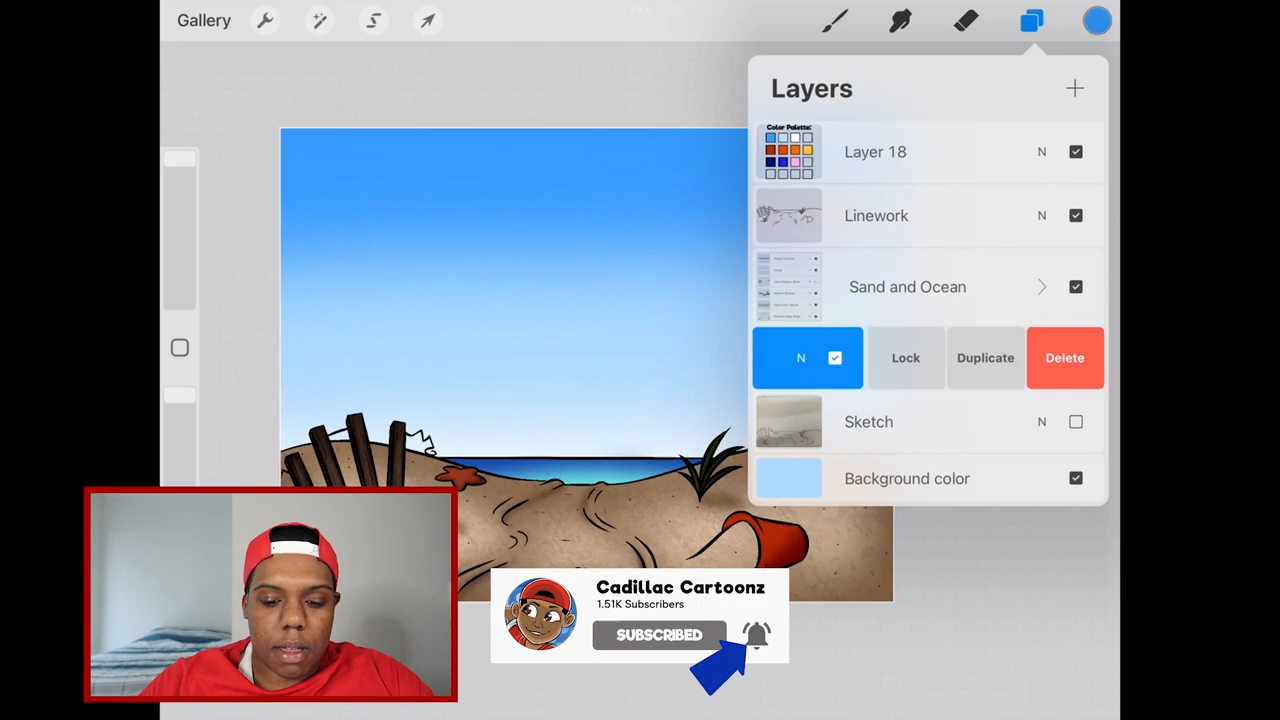 Gallery
Layers
Color Palette:
Layer 18 N
Linework N
Sand and Ocean
N Lock Duplicate Delete
Sketch N
Background color
Cadillac Cartoonz
1.51K Subscribers
SUBSCRIBED